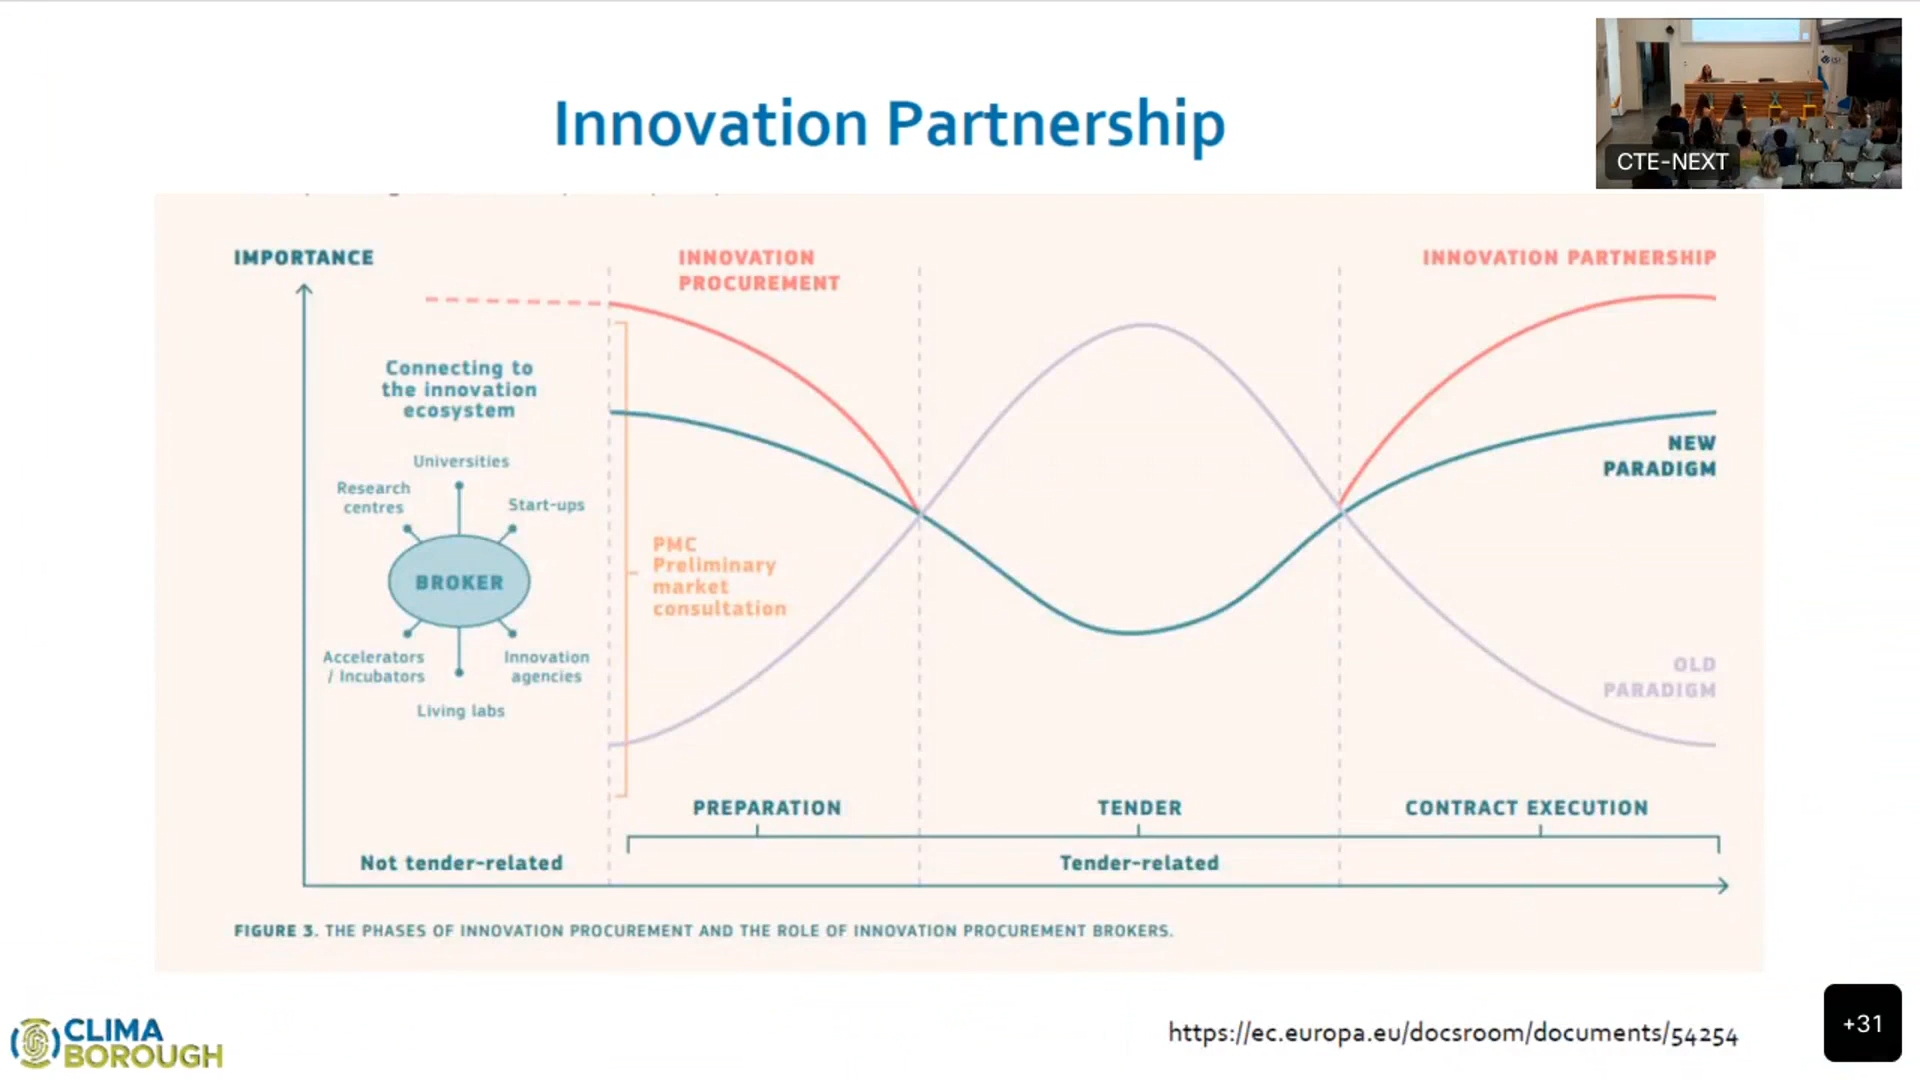 Innovation Partnership
CTE-NEXT
IMPORTANCE
INNOVATION
PROCUREMENT
INNOVATION PARTNERSHIP
Connecting to
the innovation
ecosystem
Universities
Research
centres
Start-ups
BROKER
Accelerators
/ Incubators
Innovation
agencies
Living labs
PMC
Preliminary
market
consultation
NEW
PARADIGM
OLD
PARADIGM
PREPARATION
TENDER
CONTRACT EXECUTION
Not tender-related
Tender-related
FIGURE 3. THE PHASES OF INNOVATION PROCUREMENT AND THE ROLE OF INNOVATION PROCUREMENT BROKERS.
CLIMA
BOROUGH
https://ec.europa.eu/docsroom/documents/54254
+31